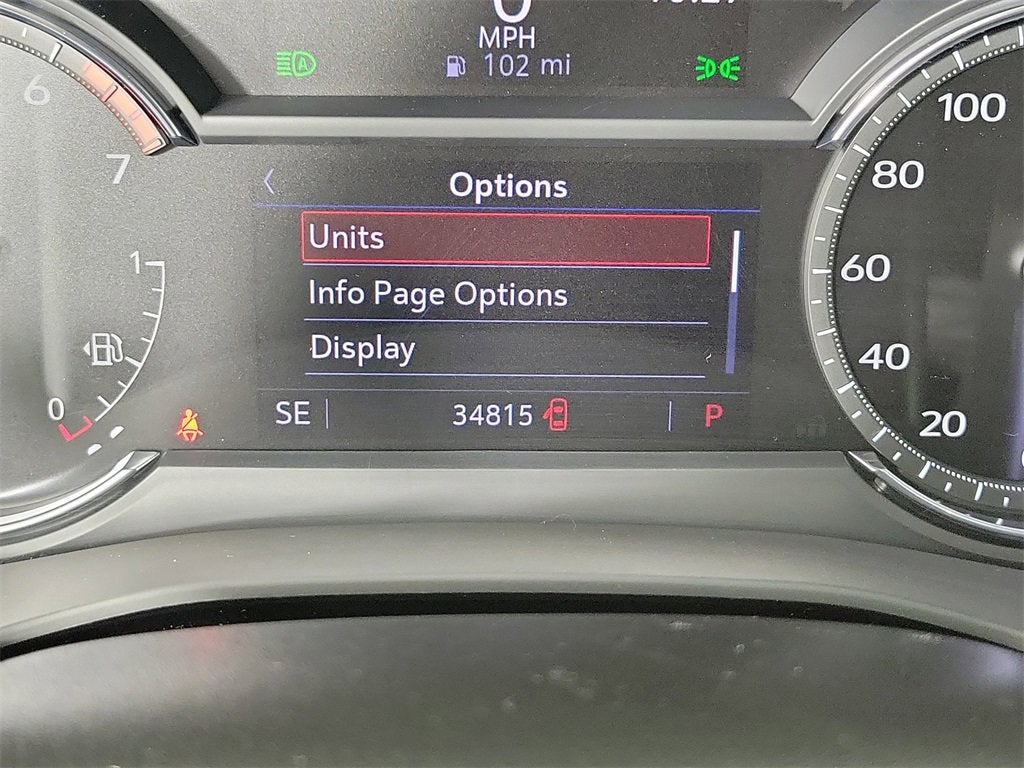 MPH
A
102 mi
6
7
100
80
60
40
20
Options
Units
Info Page Options
Display
1
0
SE
34815
P